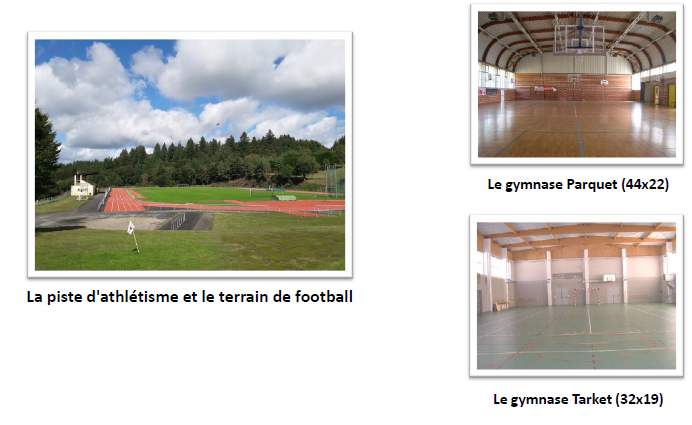 La piste d'athlétisme et le terrain de football
Le gymnase Parquet (44x22)
Le gymnase Tarket (32x19)